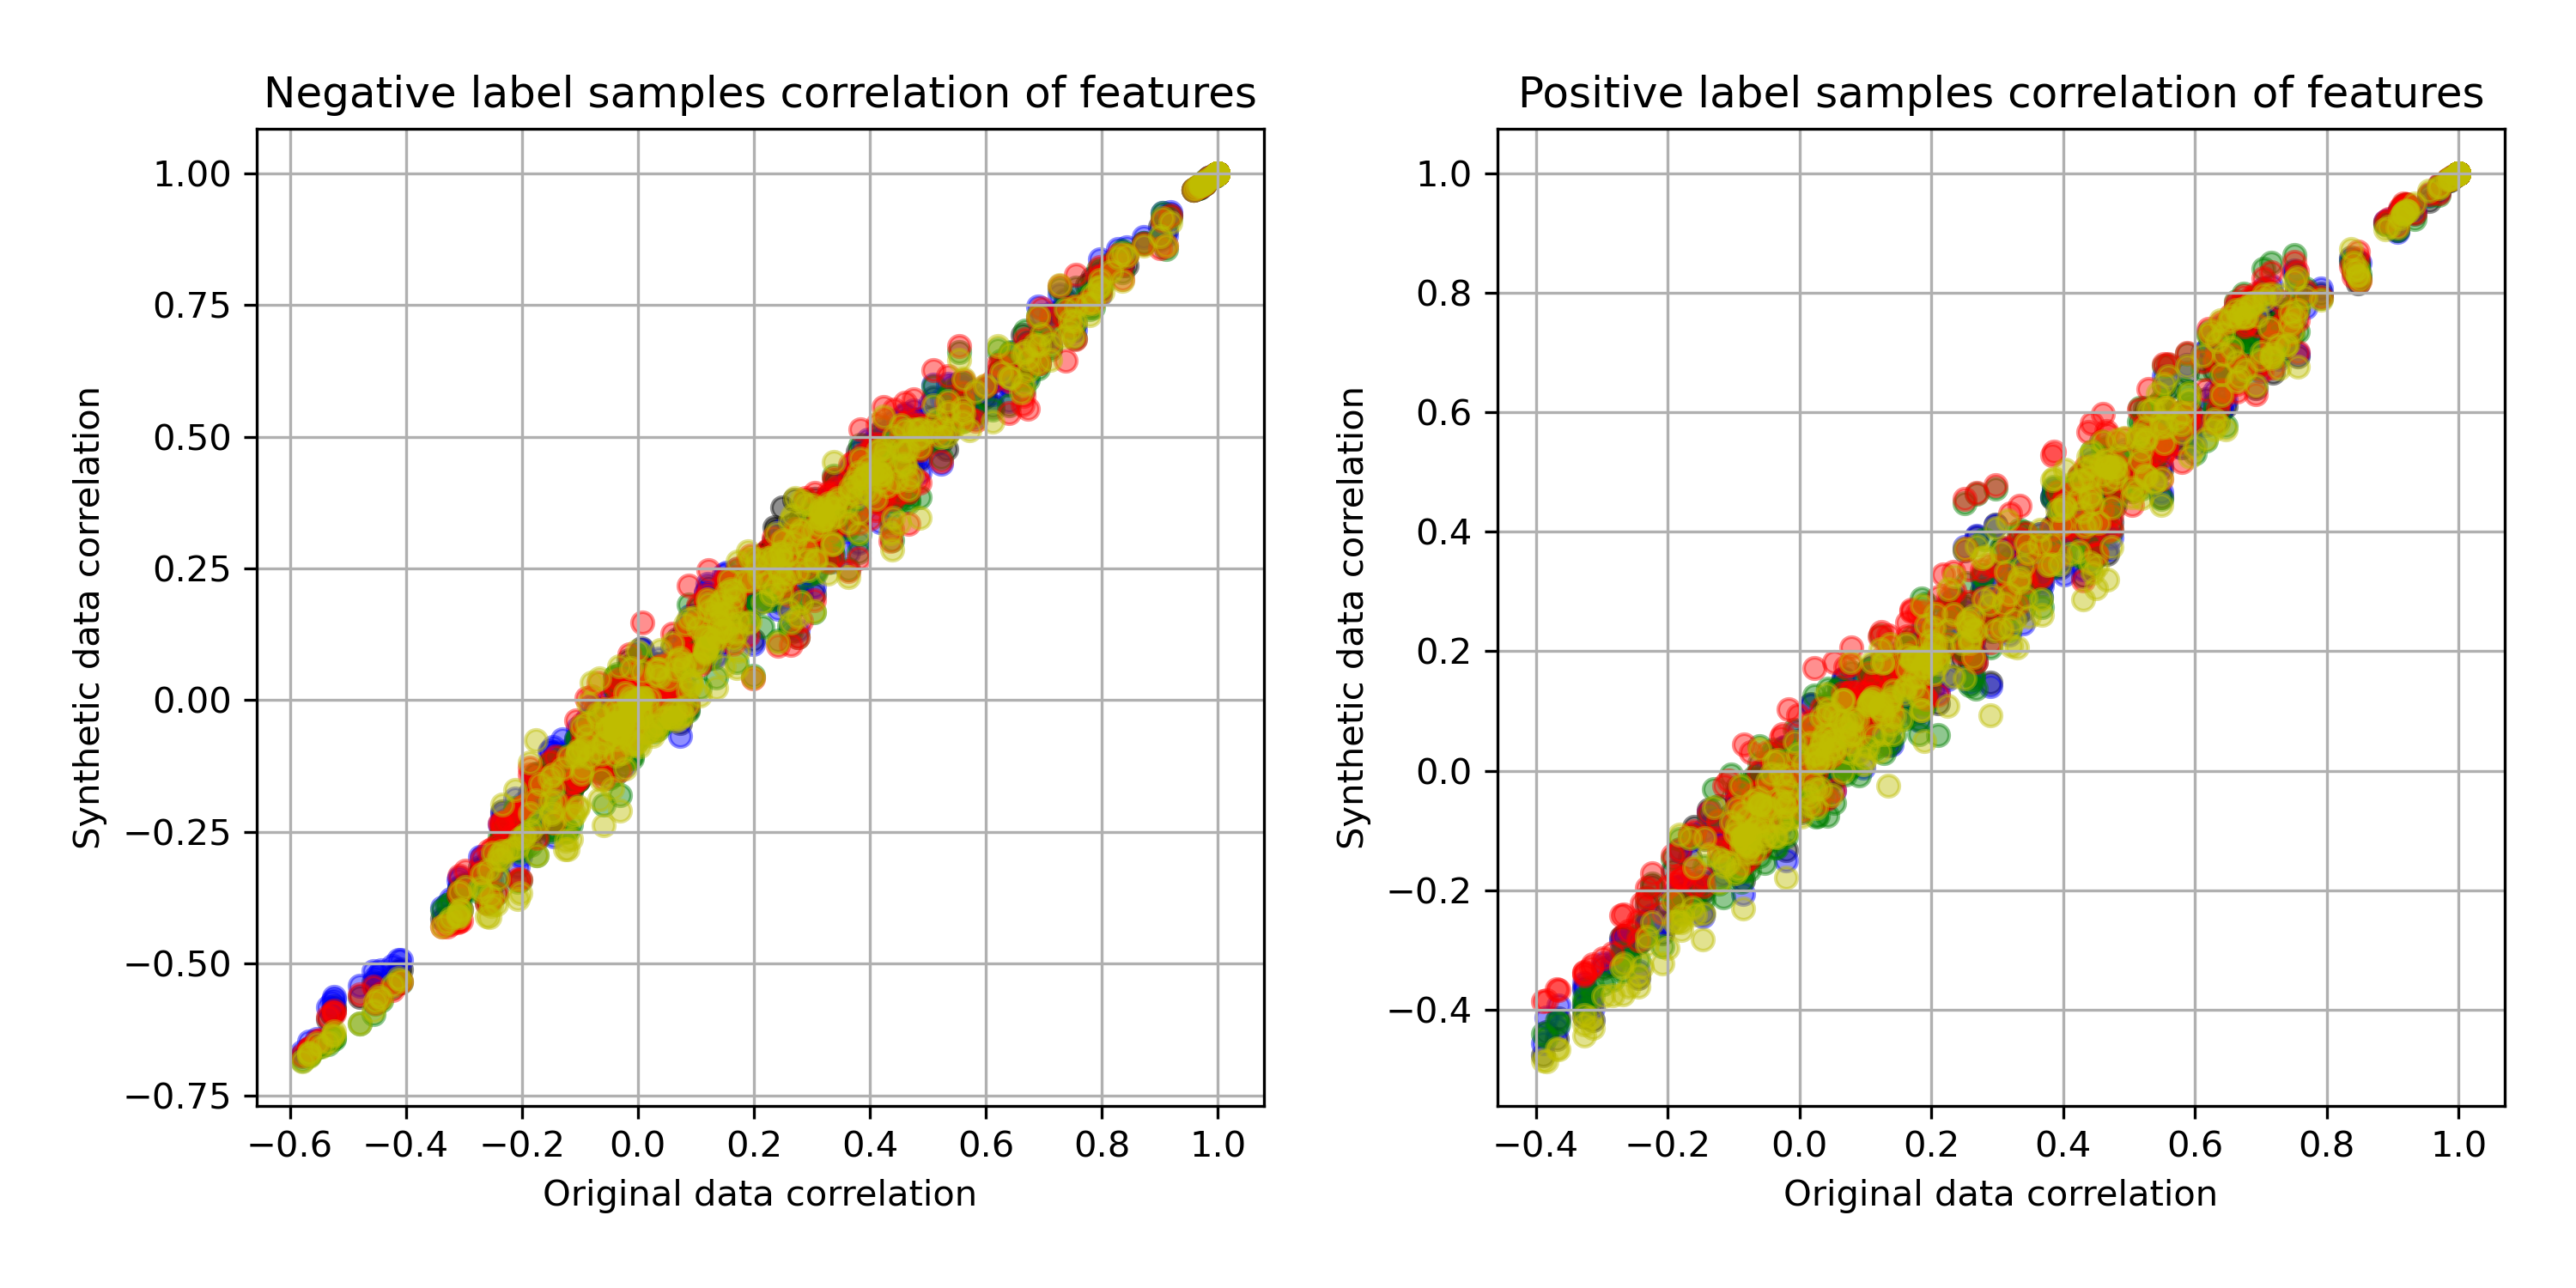 Negative label samples correlation of features
Synthetic data correlation
1.00
0.75
0.50
0.25
0.00
−0.25
−0.50
−0.75
−0.6 −0.4 −0.2 0.0 0.2 0.4 0.6 0.8 1.0
Original data correlation
Positive label samples correlation of features
Synthetic data correlation
1.0
0.8
0.6
0.4
0.2
0.0
−0.2
−0.4
−0.4 −0.2 0.0 0.2 0.4 0.6 0.8 1.0
Original data correlation